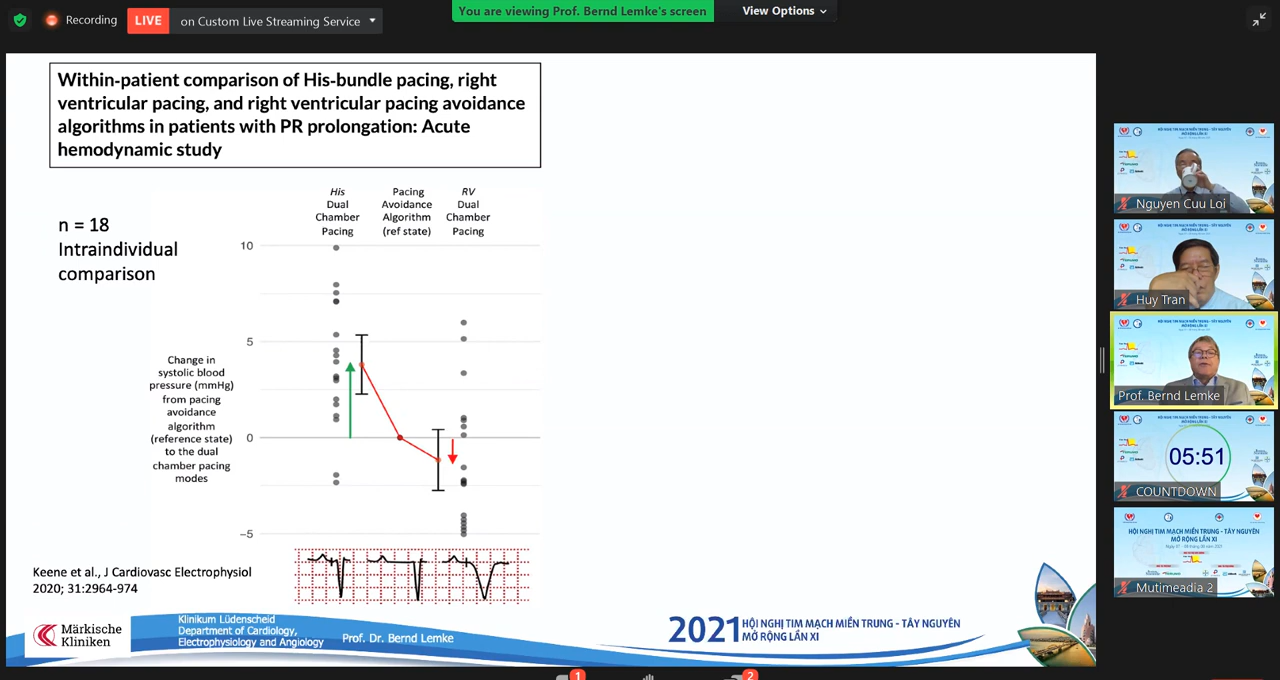 Recording
LIVE
on Custom Live Streaming Service
You are viewing Prof. Bernd Lemke's screen
View Options
Within-patient comparison of His-bundle pacing, right
ventricular pacing, and right ventricular pacing avoidance
algorithms in patients with PR prolongation: Acute
hemodynamic study
n = 18
Intraindividual
comparison
His
Dual
Chamber
Pacing
Pacing
Avoidance
Algorithm
(ref state)
RV
Dual
Chamber
Pacing
10
5
0
−5
Change in
systolic blood
pressure (mmHg)
from pacing
avoidance
algorithm
(reference state)
to the dual
chamber pacing
modes
Keene et al., J Cardiovasc Electrophysiol
2020; 31:2964-974
Märkische
Kliniken
Klinikum Lüdenscheid
Department of Cardiology,
Electrophysiology and Angiology
Prof. Dr. Bernd Lemke
2021 HỘI NGHỊ TIM MẠCH MIỀN TRUNG - TÂY NGUYÊN
MỞ RỘNG LẦN XI
Nguyen Cuu Loi
Huy Tran
Prof. Bernd Lemke
05:51
COUNTDOWN
HỘI NGHỊ TIM MẠCH MIỀN TRUNG - TÂY NGUYÊN
MỞ RỘNG LẦN XI
Mutimeadia 2
1
2